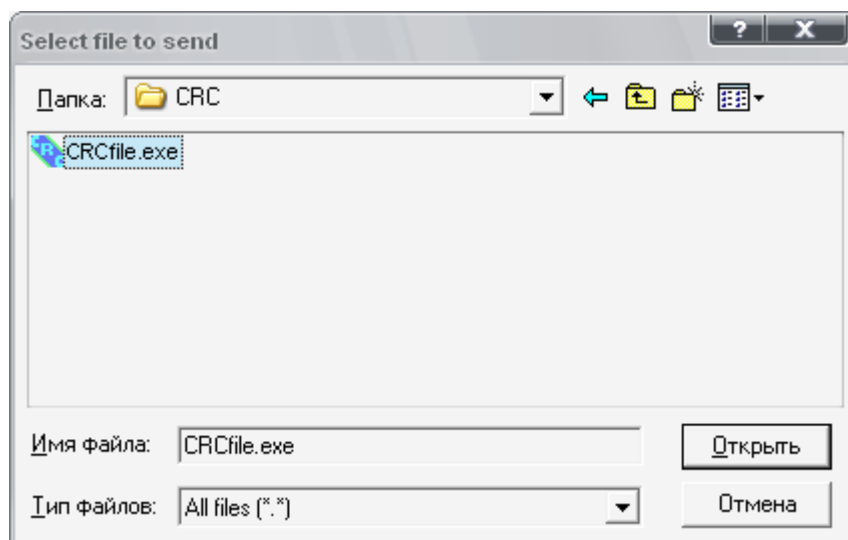 Select file to send
Папка: CRC
CRCfile.exe
Имя файла: CRCfile.exe
Открыть
Тип файлов: All files (*.*)
Отмена